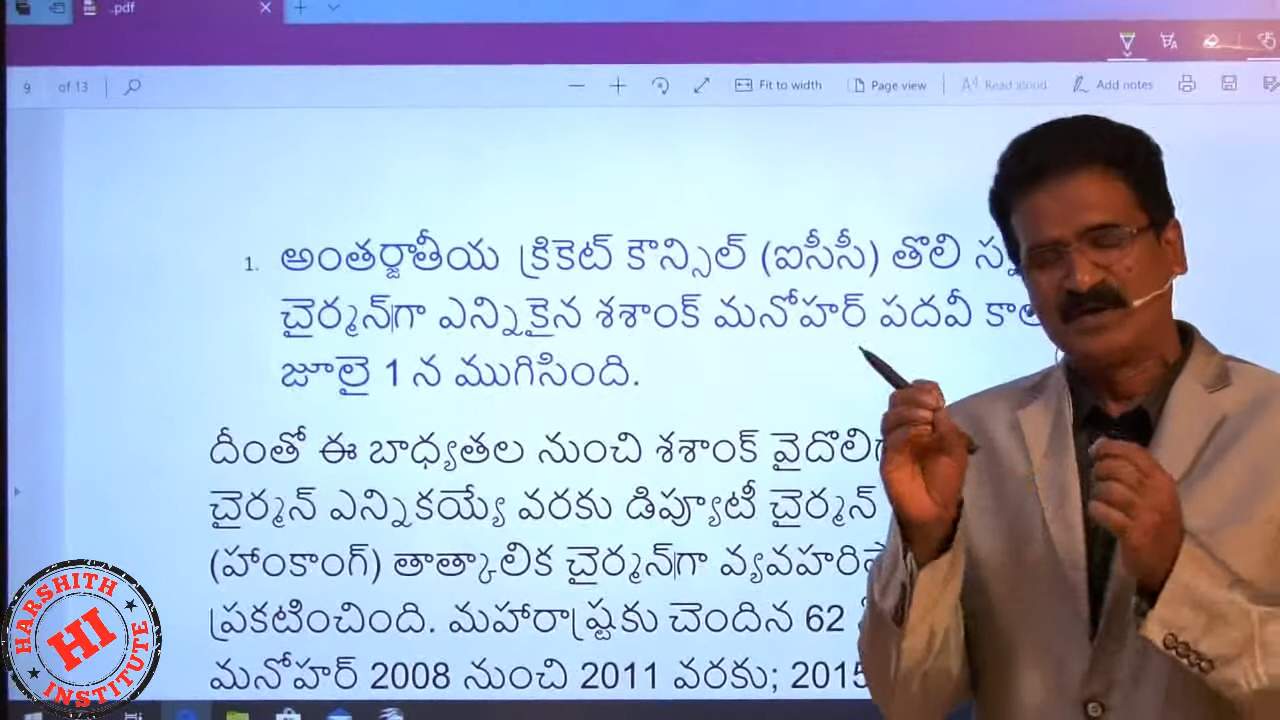 .pdf
9 of 13 Fit to width Page view Read aloud Add notes
1. అంతర్జాతీయ క్రికెట్ కౌన్సిల్ (ఐసీసీ) తొలి
చైర్మన్‌గా ఎన్నికైన శశాంక్ మనోహర్ పదవీ
జూలై 1 న ముగిసింది.
దీంతో ఈ బాధ్యతల నుంచి శశాంక్
చైర్మన్ ఎన్నికయ్యే వరకు డిప్యూటీ చైర్మన్
(హాంకాంగ్) తాత్కాలిక చైర్మన్‌గా
ప్రకటించింది. మహారాష్ట్రకు చెందిన 62
మనోహర్ 2008 నుంచి 2011 వరకు; 2015
HARSHITH
HI
INSTITUTE